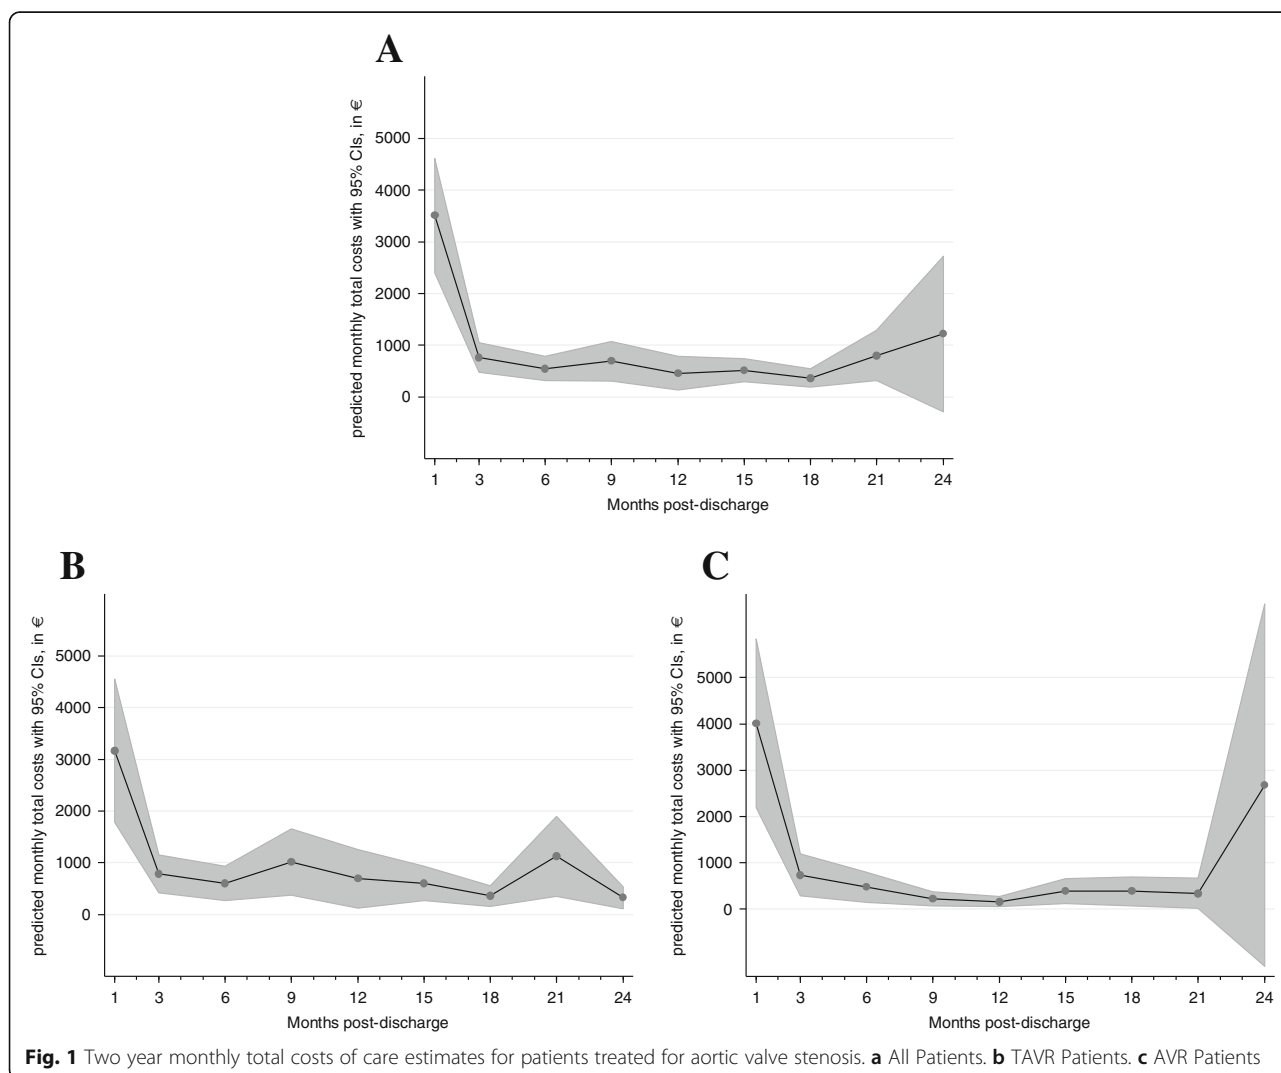 A
predicted monthly total costs with 95% CIs, in €
5000
4000
3000
2000
1000
0
1 3 6 9 12 15 18 21 24
Months post-discharge
B
predicted monthly total costs with 95% CIs, in €
5000
4000
3000
2000
1000
0
1 3 6 9 12 15 18 21 24
Months post-discharge
C
predicted monthly total costs with 95% CIs, in €
5000
4000
3000
2000
1000
0
1 3 6 9 12 15 18 21 24
Months post-discharge
Fig. 1 Two year monthly total costs of care estimates for patients treated for aortic valve stenosis. a All Patients. b TAVR Patients. c AVR Patients